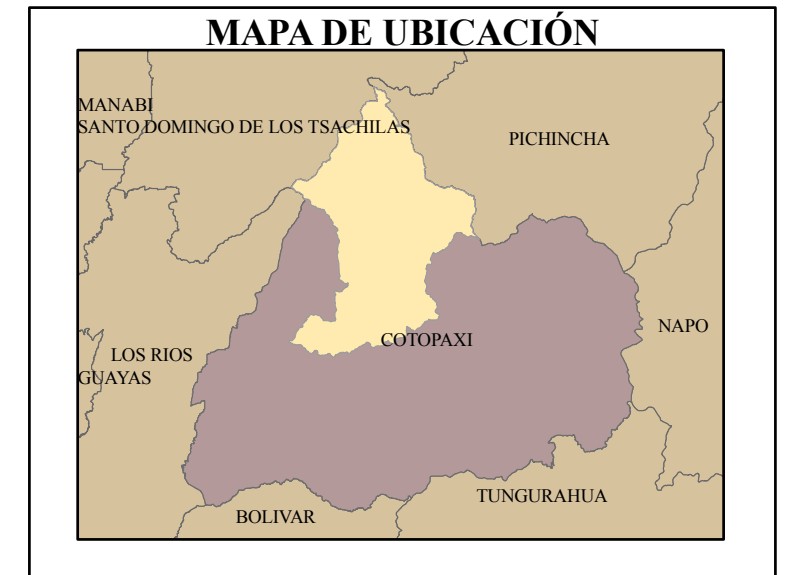 MAPA DE UBICACIÓN
MANABI
SANTO DOMINGO DE LOS TSACHILAS
PICHINCHA
NAPO
COTOPAXI
LOS RIOS
GUAYAS
TUNGURAHUA
BOLIVAR